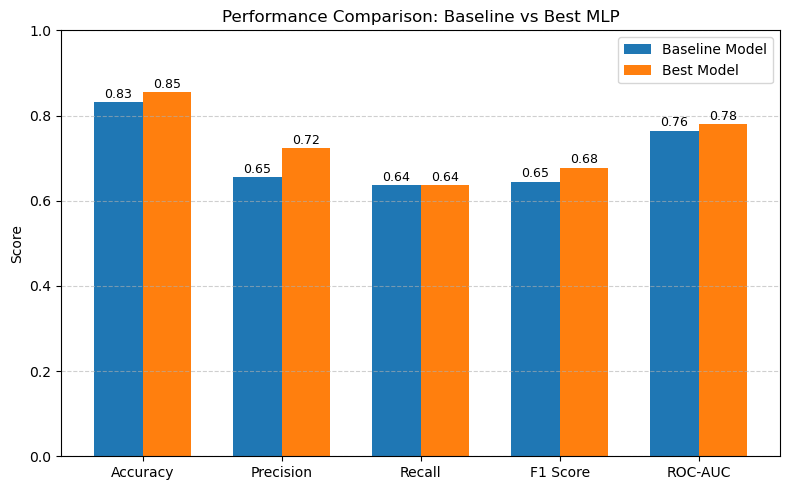 Performance Comparison: Baseline vs Best MLP
Baseline Model
Best Model
Score
1.0
0.8
0.6
0.4
0.2
0.0
0.83
0.85
0.65
0.72
0.64
0.64
0.65
0.68
0.76
0.78
Accuracy
Precision
Recall
F1 Score
ROC-AUC